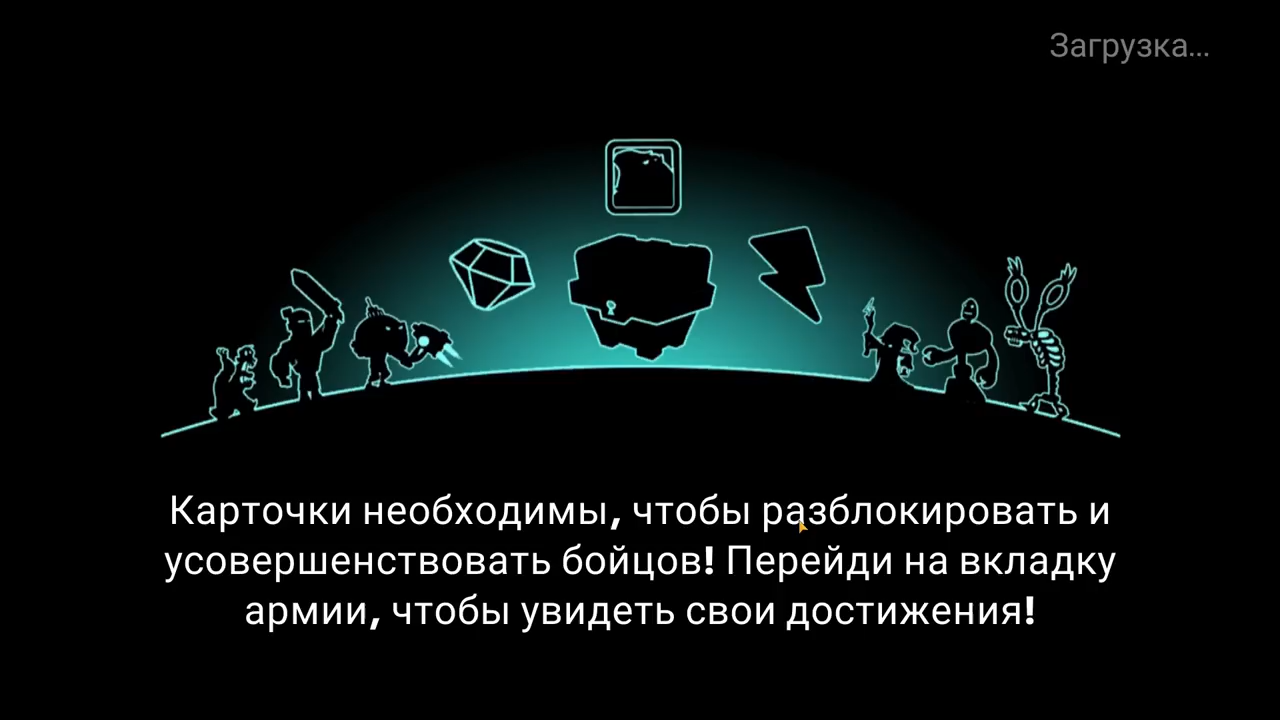 Загрузка...
Карточки необходимы, чтобы разблокировать и
усовершенствовать бойцов! Перейди на вкладку
армии, чтобы увидеть свои достижения!